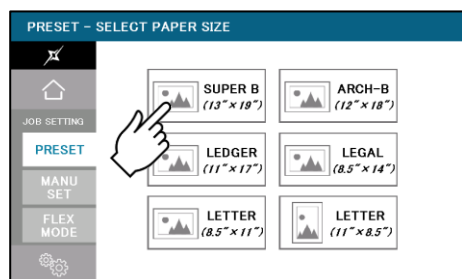 PRESET – SELECT PAPER SIZE
JOB SETTING
PRESET
MANU
SET
FLEX
MODE
SUPER B
(13"×19")
ARCH-B
(12"×18")
LEDGER
(11"×17")
LEGAL
(8.5"×14")
LETTER
(8.5"×11")
LETTER
(11"×8.5")